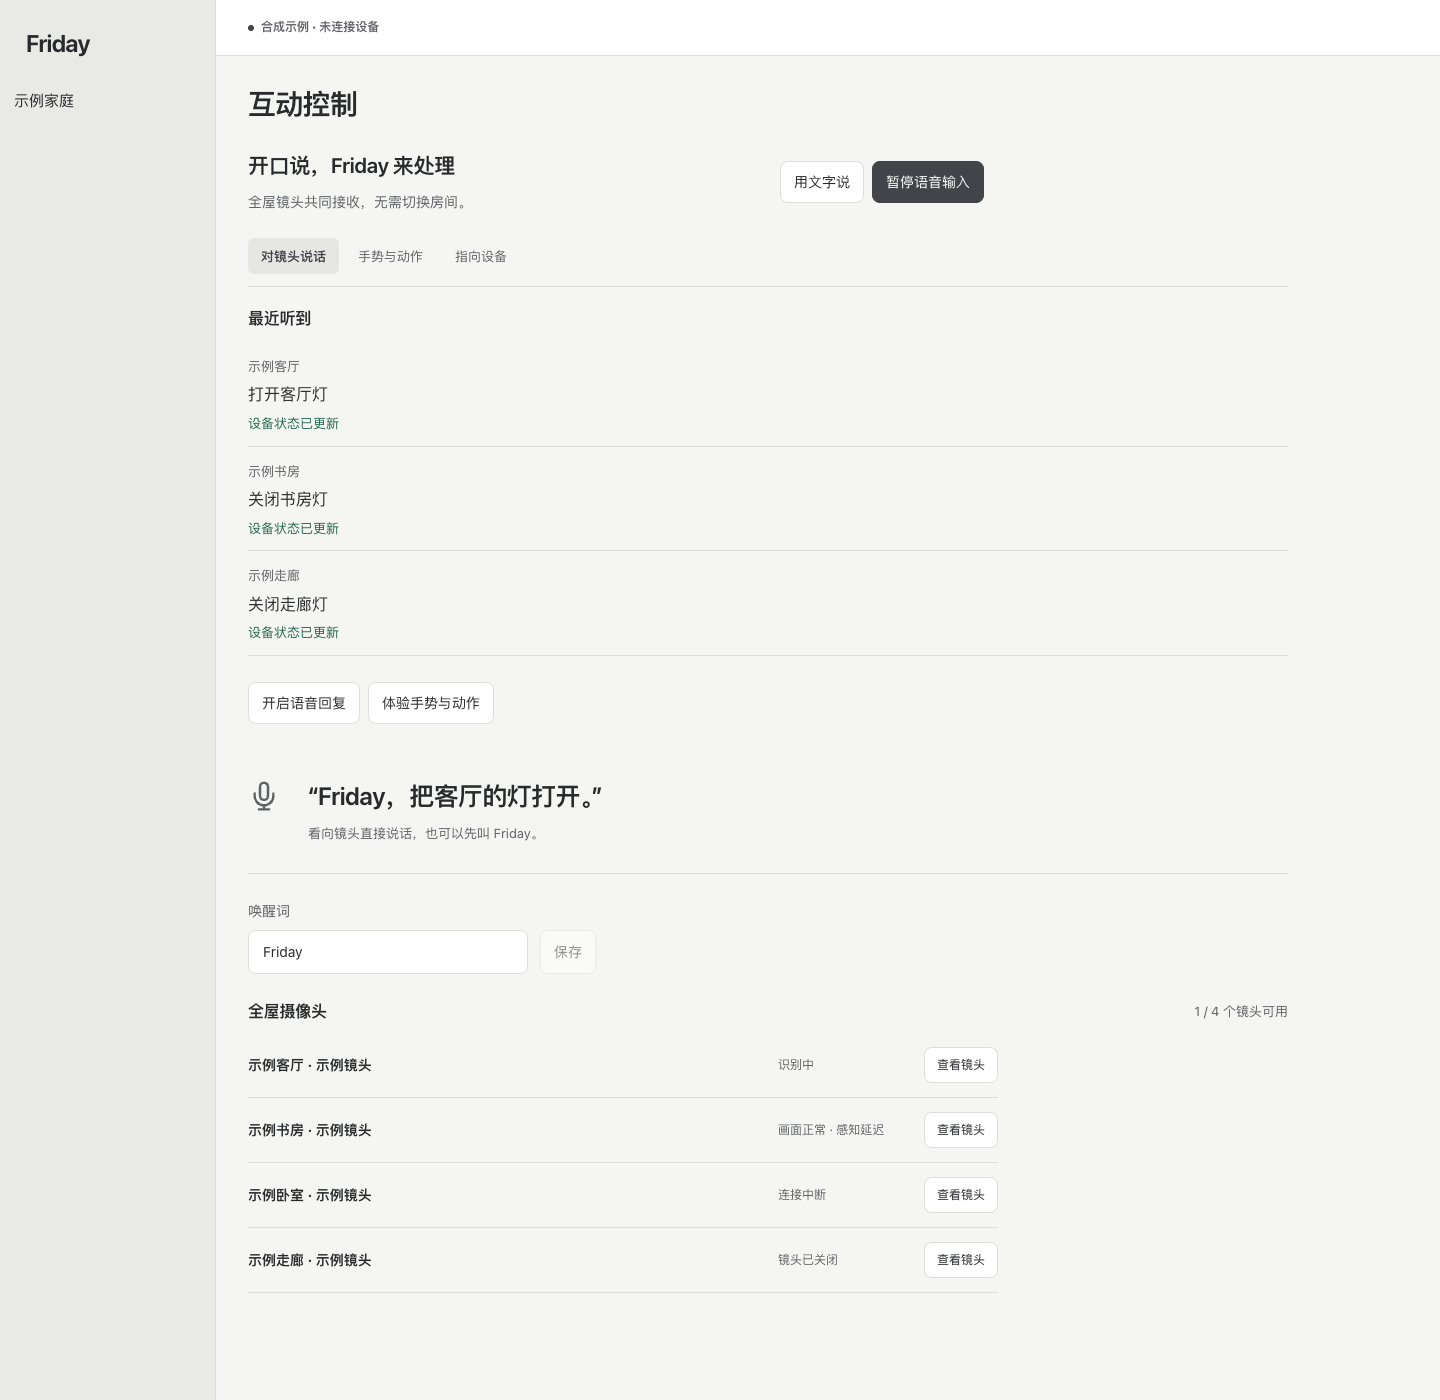 Friday
示例家庭
合成示例 · 未连接设备
互动控制
开口说，Friday 来处理
全屋镜头共同接收，无需切换房间。
用文字说
暂停语音输入
对镜头说话
手势与动作
指向设备
最近听到
示例客厅
打开客厅灯
设备状态已更新
示例书房
关闭书房灯
设备状态已更新
示例走廊
关闭走廊灯
设备状态已更新
开启语音回复
体验手势与动作
“Friday，把客厅的灯打开。”
看向镜头直接说话，也可以先叫 Friday。
唤醒词
Friday
保存
全屋摄像头
1 / 4 个镜头可用
示例客厅 · 示例镜头
识别中
查看镜头
示例书房 · 示例镜头
画面正常 · 感知延迟
查看镜头
示例卧室 · 示例镜头
连接中断
查看镜头
示例走廊 · 示例镜头
镜头已关闭
查看镜头